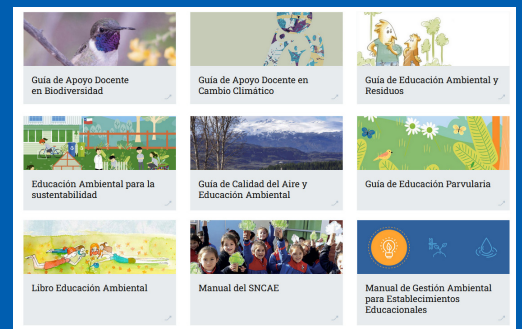 Guía de Apoyo Docente
en Biodiversidad
Guía de Apoyo Docente en
Cambio Climático
Guía de Educación Ambiental y
Residuos
Educación Ambiental para la
sustentabilidad
Guía de Calidad del Aire y
Educación Ambiental
Guía de Educación Parvularia
Libro Educación Ambiental
Manual del SNCAE
Manual de Gestión Ambiental
para Establecimientos
Educacionales